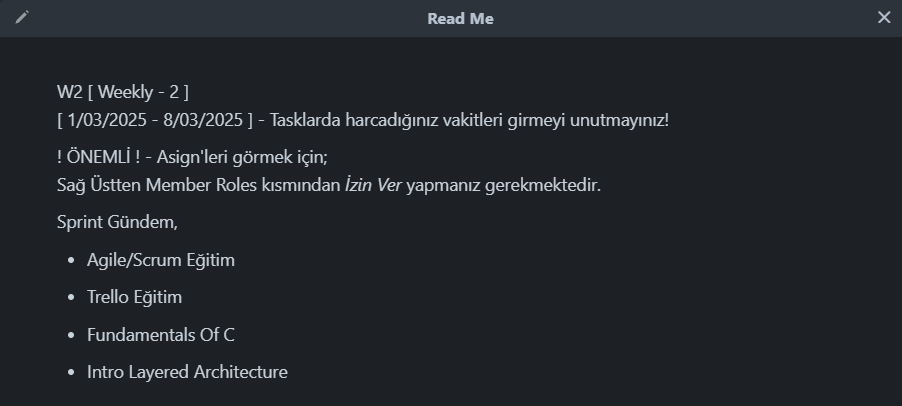 Read Me
W2 [ Weekly - 2 ]
[ 1/03/2025 - 8/03/2025 ] - Tasklarda harcadığınız vakitleri girmeyi unutmayınız!
! ÖNEMLİ ! - Asign'leri görmek için;
Sağ Üstten Member Roles kısmından İzin Ver yapmanız gerekmektedir.
Sprint Gündem,
• Agile/Scrum Eğitim
• Trello Eğitim
• Fundamentals Of C
• Intro Layered Architecture